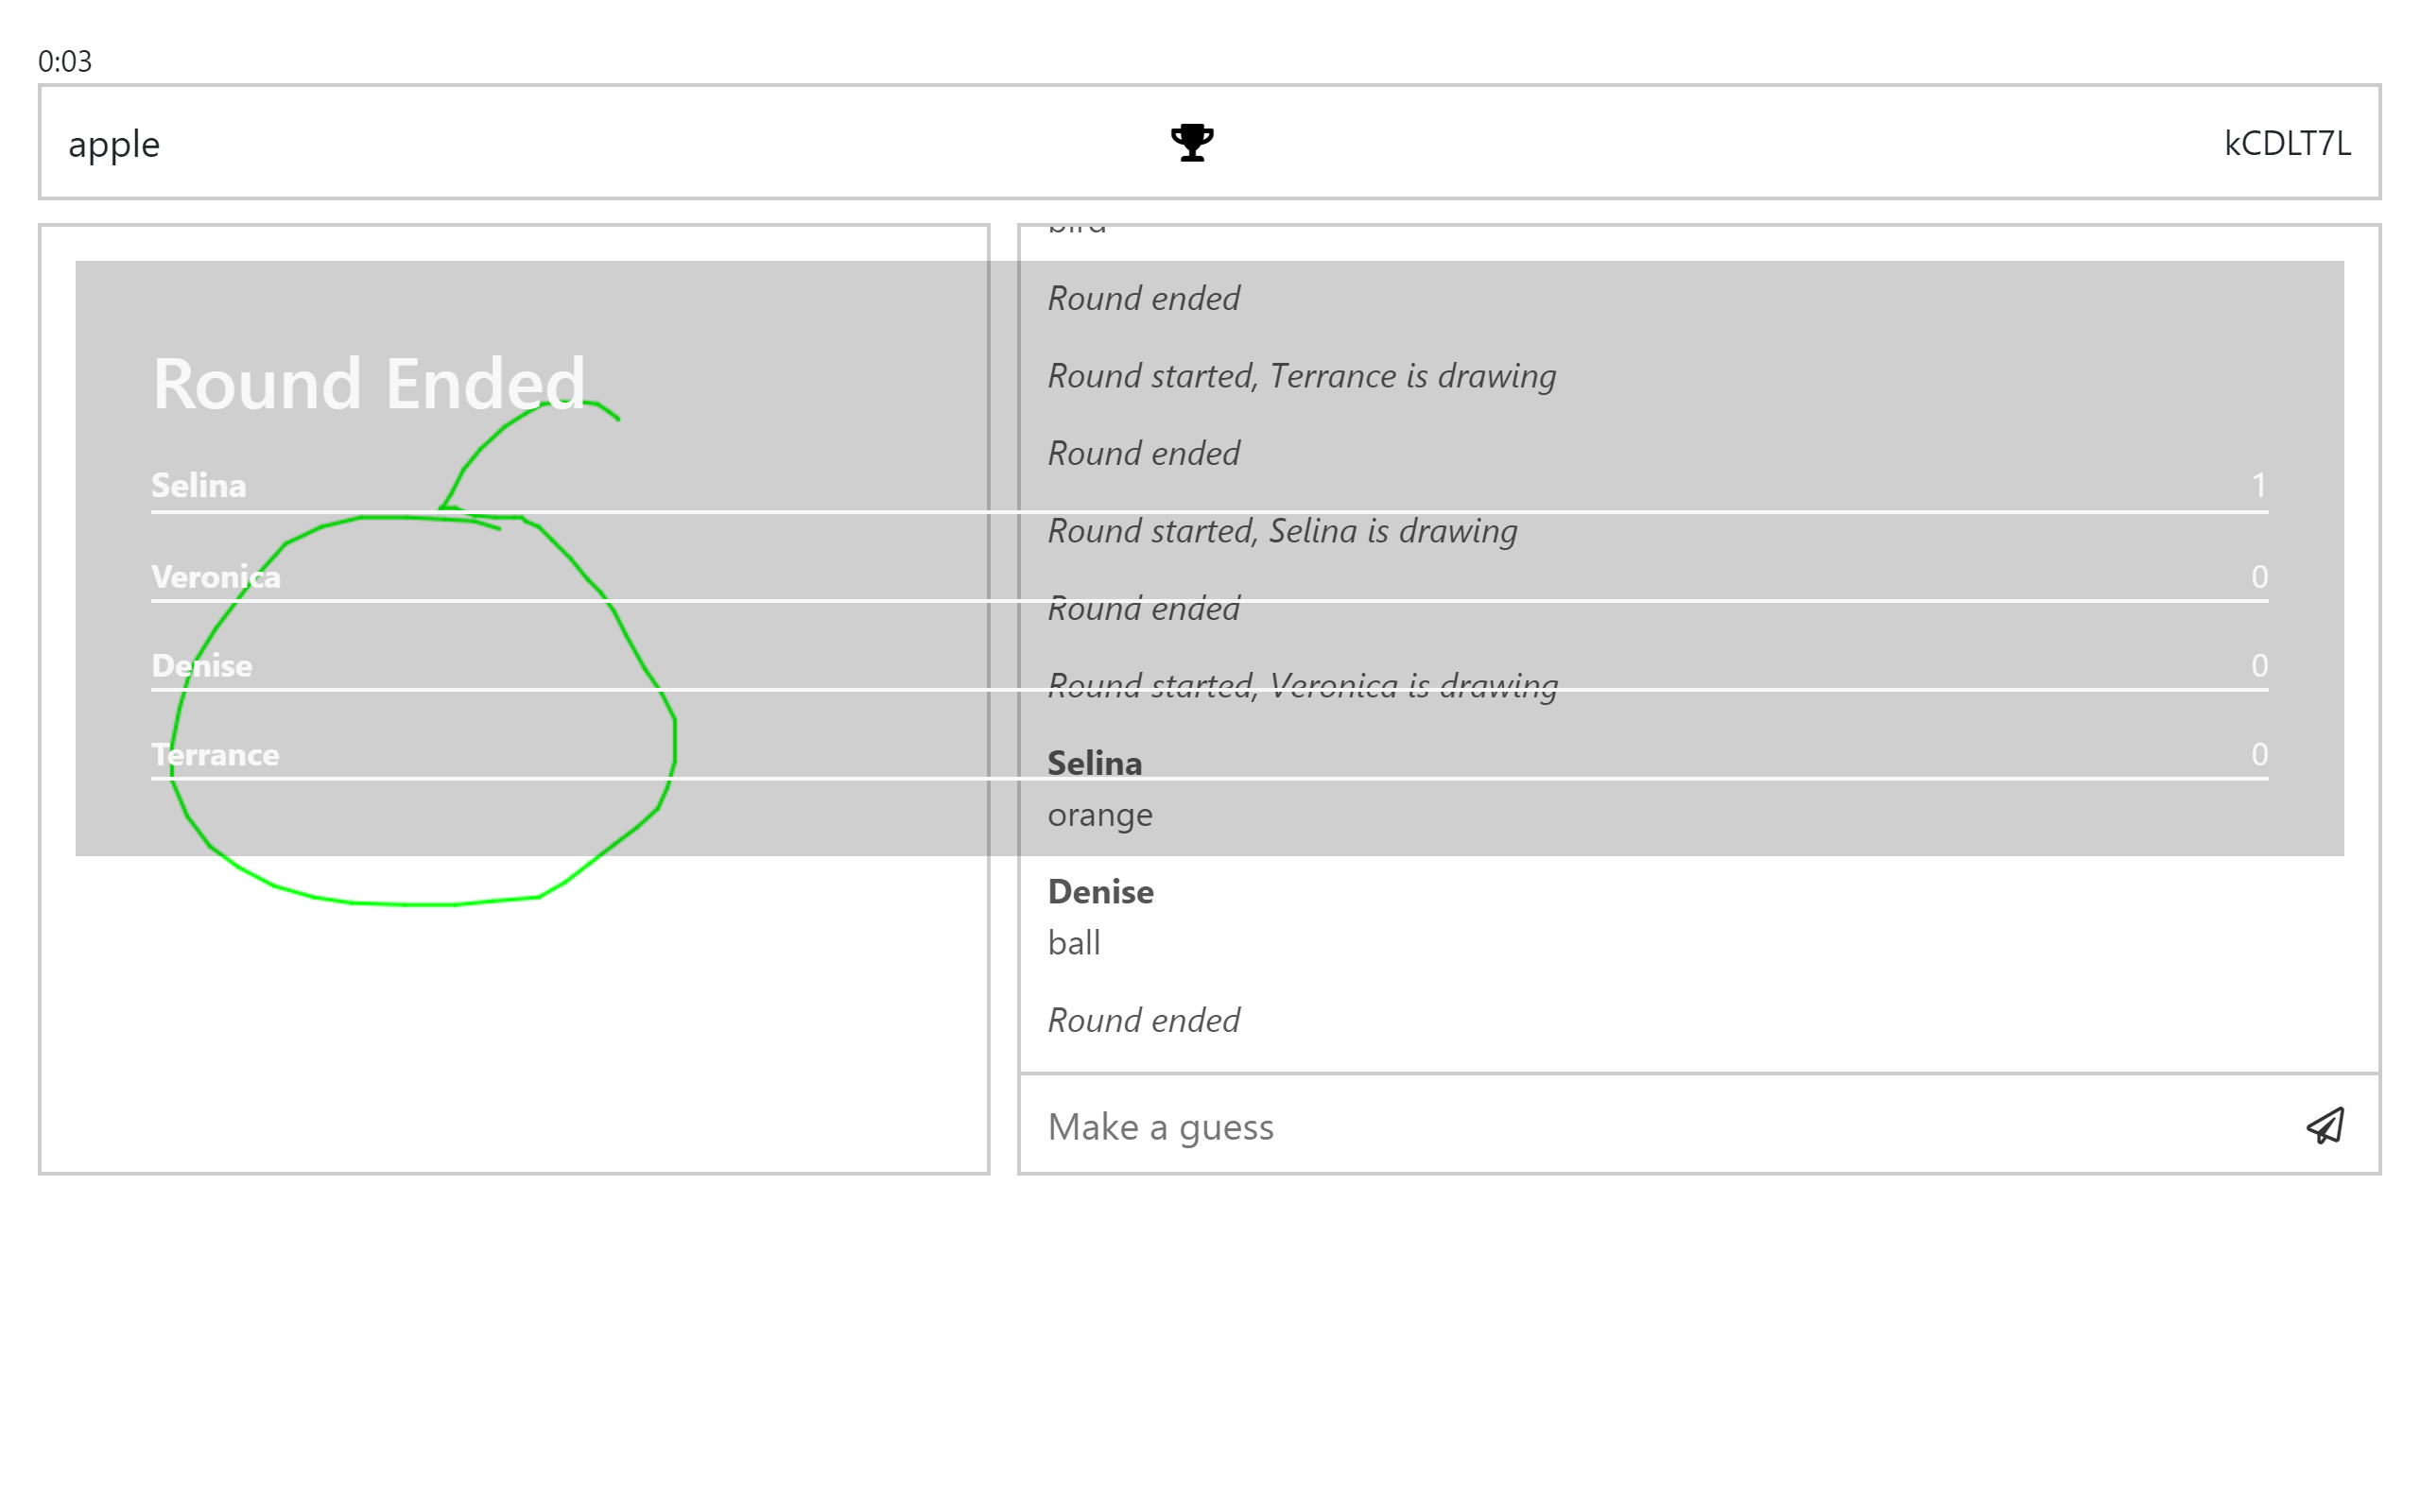 0:03
apple
kCDLT7L
Round Ended
Selina 1
Veronica 0
Denise 0
Terrance 0
bird
Round ended
Round started, Terrance is drawing
Round ended
Round started, Selina is drawing
Round ended
Round started, Veronica is drawing
Selina
orange
Denise
ball
Round ended
Make a guess